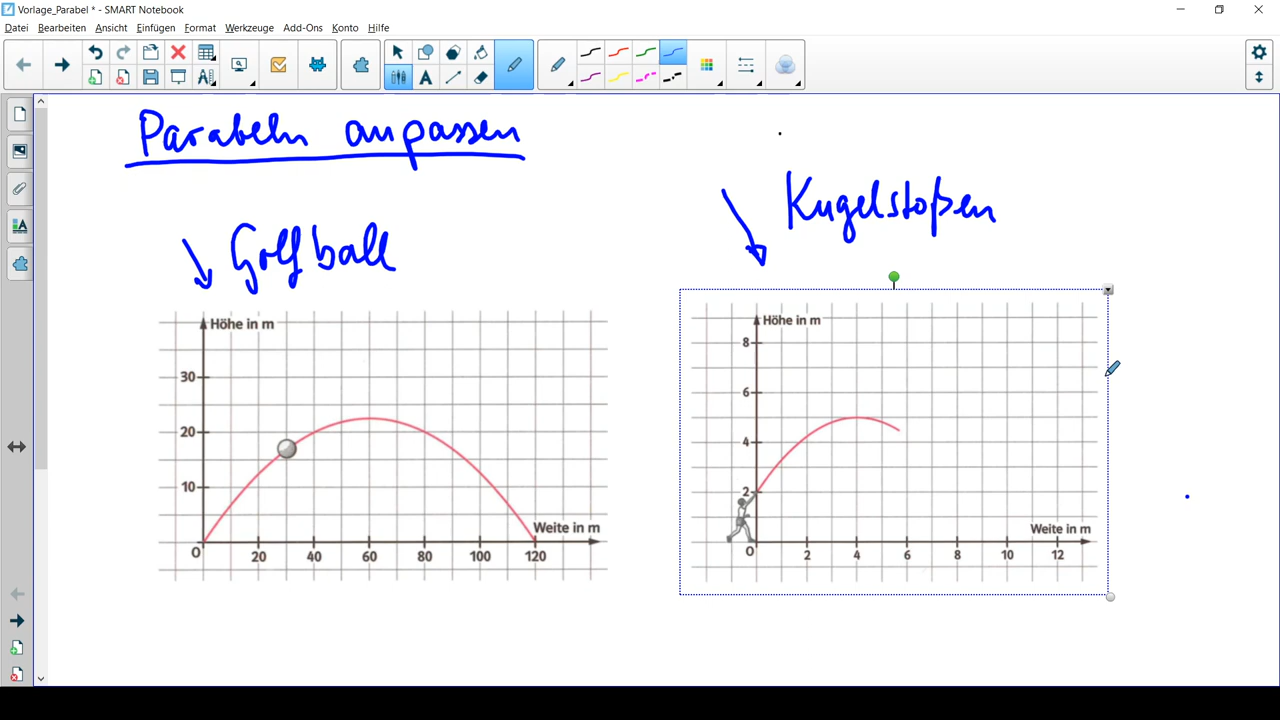 Vorlage_Parabel * - SMART Notebook
Datei Bearbeiten Ansicht Einfügen Format Werkzeuge Add-Ons Konto Hilfe
Parabeln anpassen
Golfball
Kugelstoßen
Höhe in m
30
20
10
Weite in m
0 20 40 60 80 100 120
Höhe in m
8
6
4
2
Weite in m
0 2 4 6 8 10 12